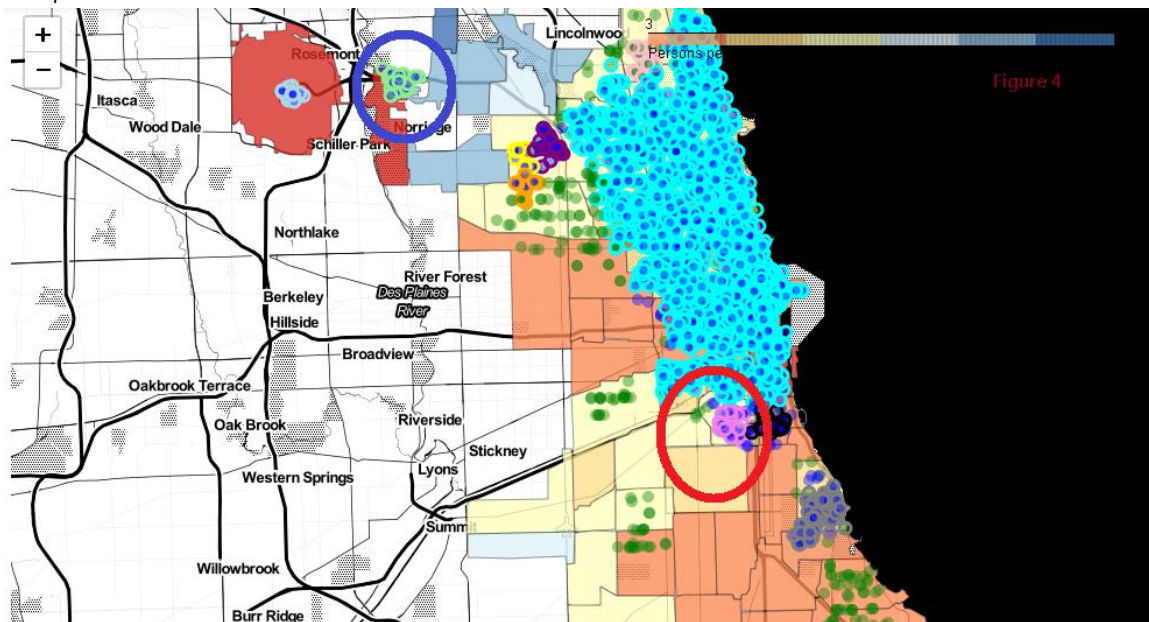 +
−
Lincolnwood
3
Persons pe
Figure 4
Rosemont
Itasca
Wood Dale
Norridge
Schiller Park
Northlake
River Forest
Des Plaines
River
Berkeley
Hillside
Broadview
Oakbrook Terrace
Riverside
Oak Brook
Stickney
Lyons
Western Springs
Summit
Willowbrook
Burr Ridge